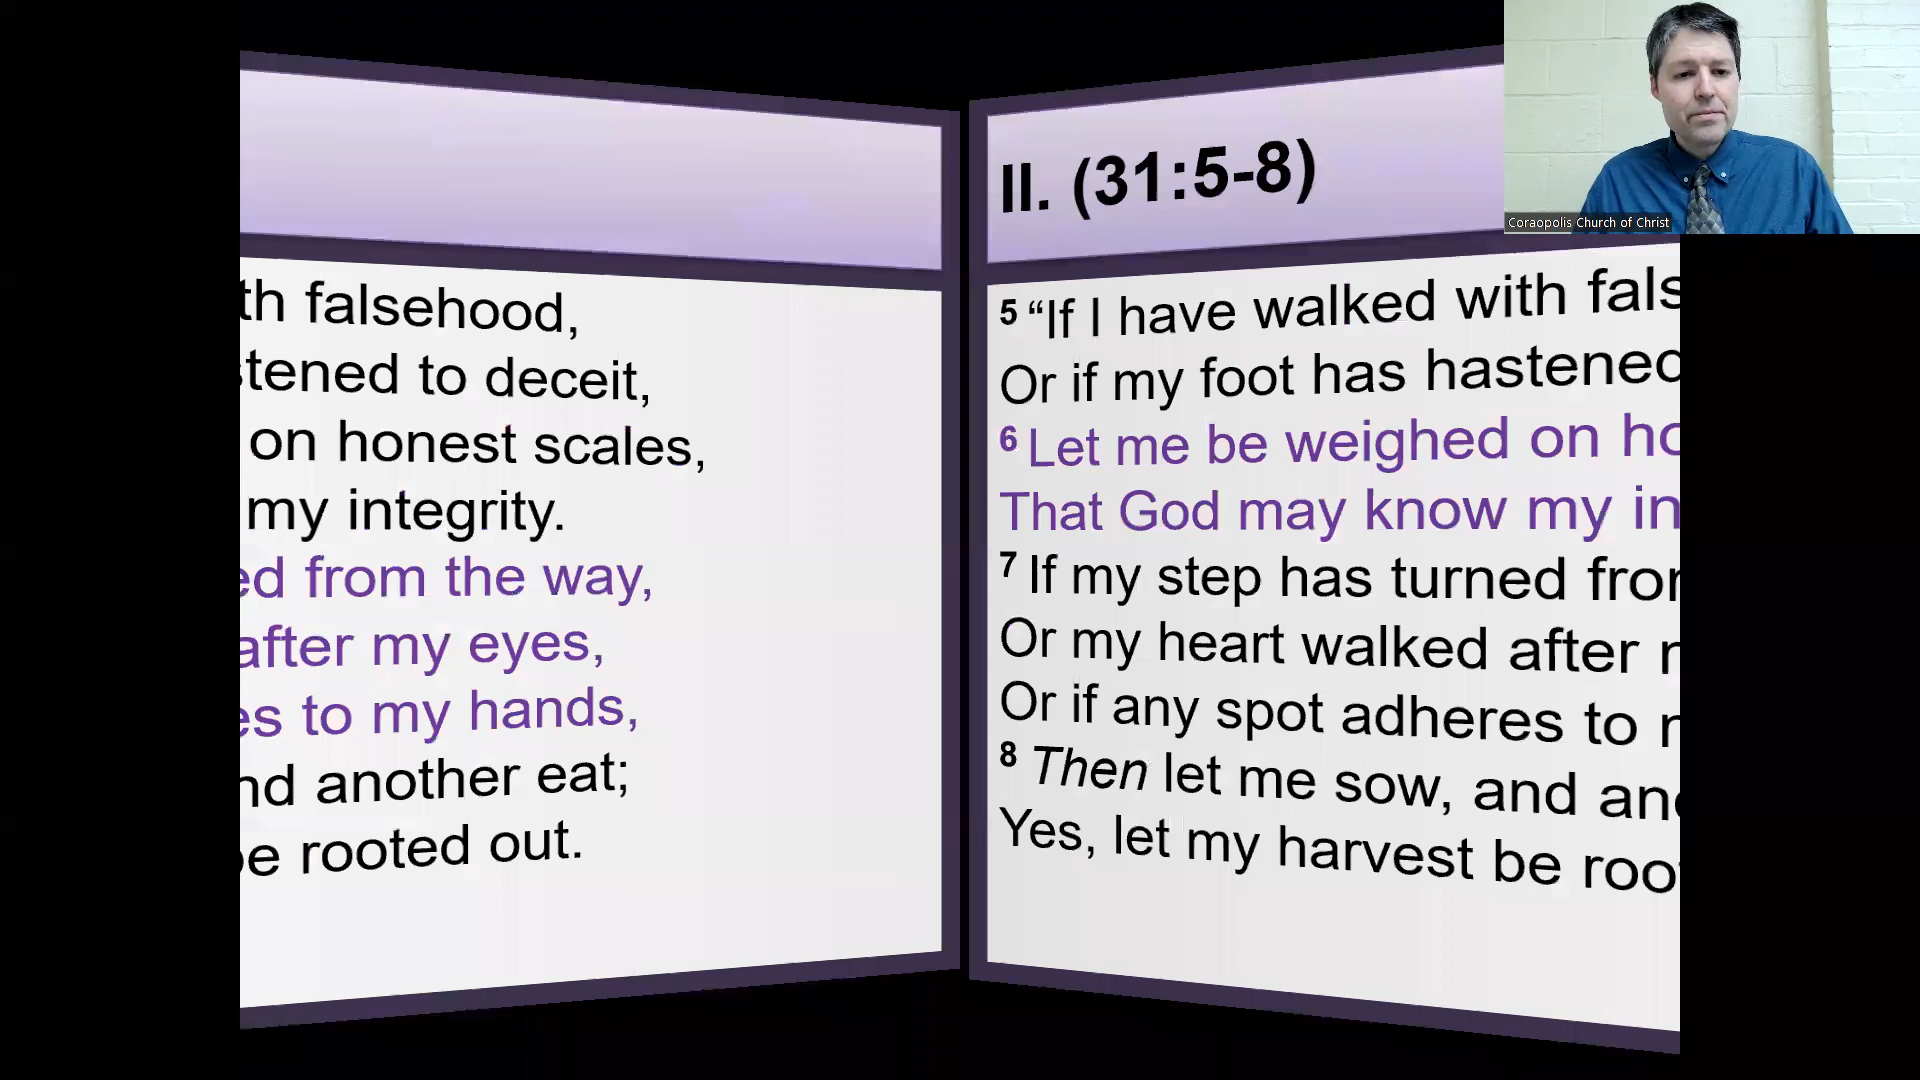 th falsehood,
stened to deceit,
on honest scales,
my integrity.
ed from the way,
after my eyes,
es to my hands,
nd another eat;
be rooted out.
II. (31:5-8)
5 “If I have walked with fals
Or if my foot has hastened
6 Let me be weighed on ho
That God may know my in
7 If my step has turned from
Or my heart walked after m
Or if any spot adheres to m
8 Then let me sow, and ano
Yes, let my harvest be roo
Coraopolis Church of Christ